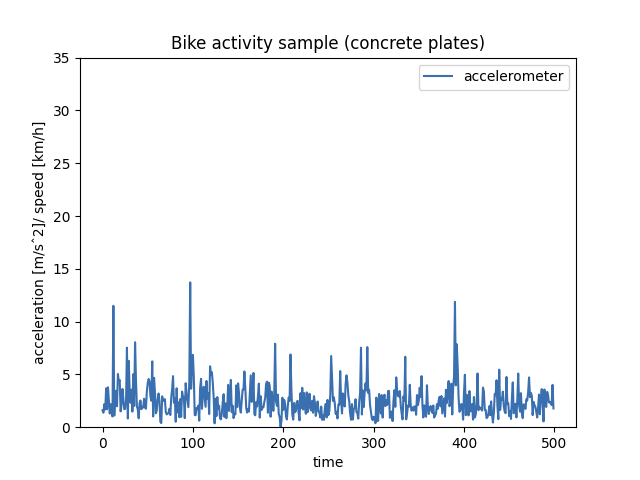 Bike activity sample (concrete plates)
accelerometer
acceleration [m/sˆ2]/ speed [km/h]
35
30
25
20
15
10
5
0
0 100 200 300 400 500
time